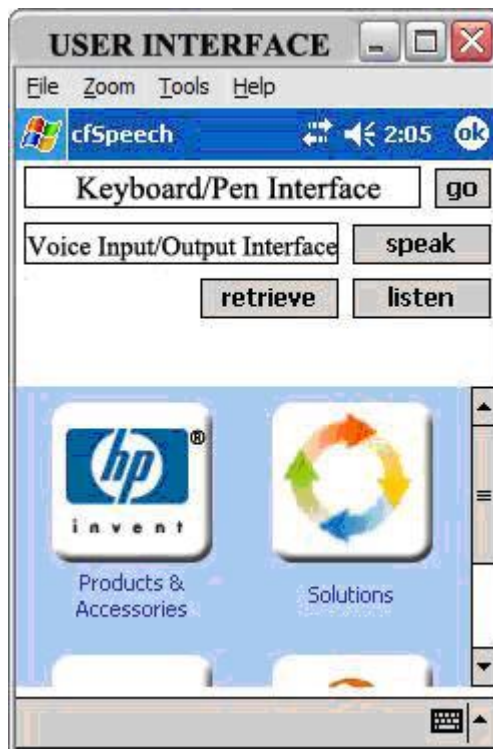 USER INTERFACE
File Zoom Tools Help
cfSpeech 2:05 ok
Keyboard/Pen Interface go
Voice Input/Output Interface speak
retrieve listen
hp ®
invent
Products &
Accessories
Solutions